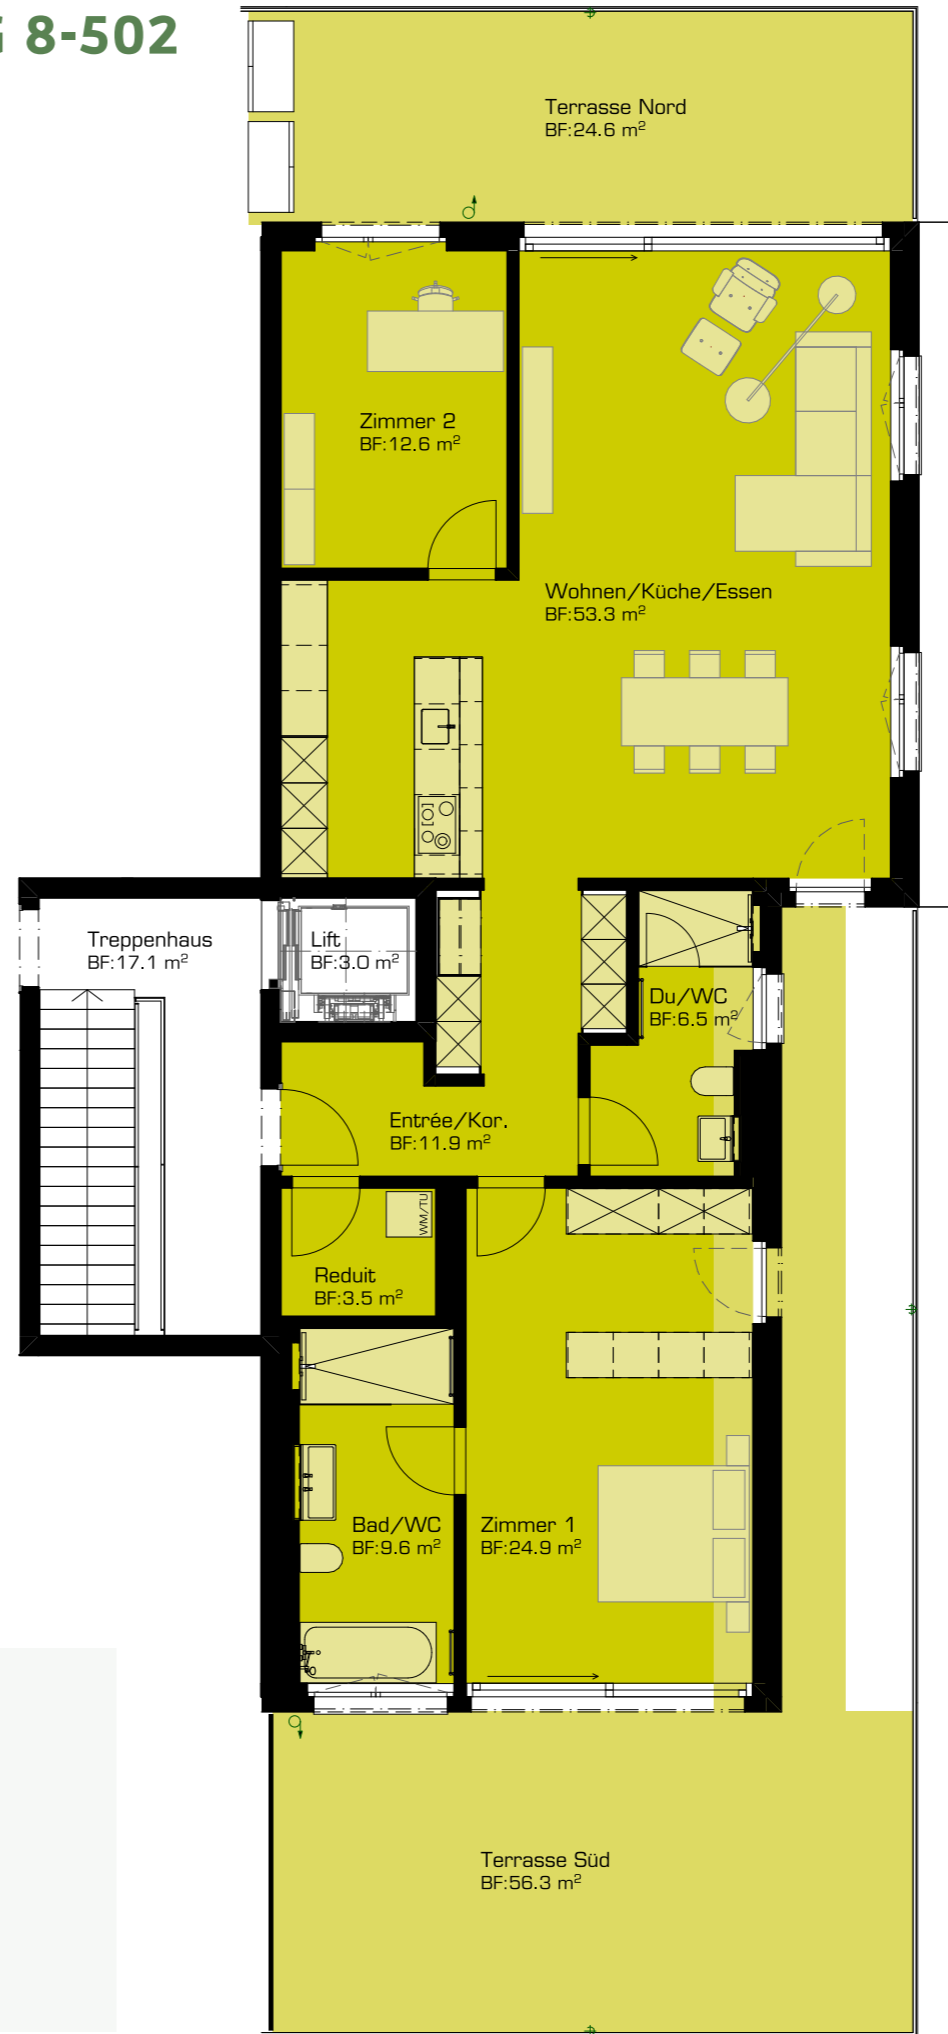 G 8-502
Terrasse Nord
BF:24.6 m²
Zimmer 2
BF:12.6 m²
Wohnen/Küche/Essen
BF:53.3 m²
Treppenhaus
BF:17.1 m²
Lift
BF:3.0 m²
Du/WC
BF:6.5 m²
Entrée/Kor.
BF:11.9 m²
WM/TU
Reduit
BF:3.5 m²
Bad/WC
BF:9.6 m²
Zimmer 1
BF:24.9 m²
Terrasse Süd
BF:56.3 m²